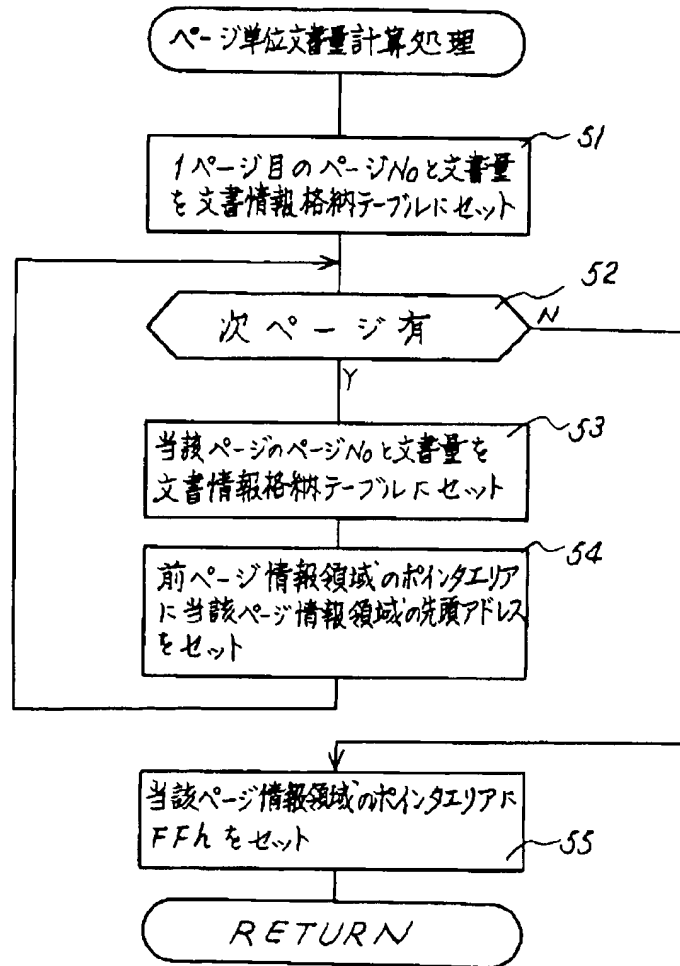 ページ単位文書量計算処理
51
1ページ目のページNoと文書量
を文書情報格納テーブルにセット
52
次ページ有
N
Y
53
当該ページのページNoと文書量を
文書情報格納テーブルにセット
54
前ページ情報領域のポインタエリア
に当該ページ情報領域の先頭アドレス
をセット
当該ページ情報領域のポインタエリアに
FFhをセット
55
RETURN